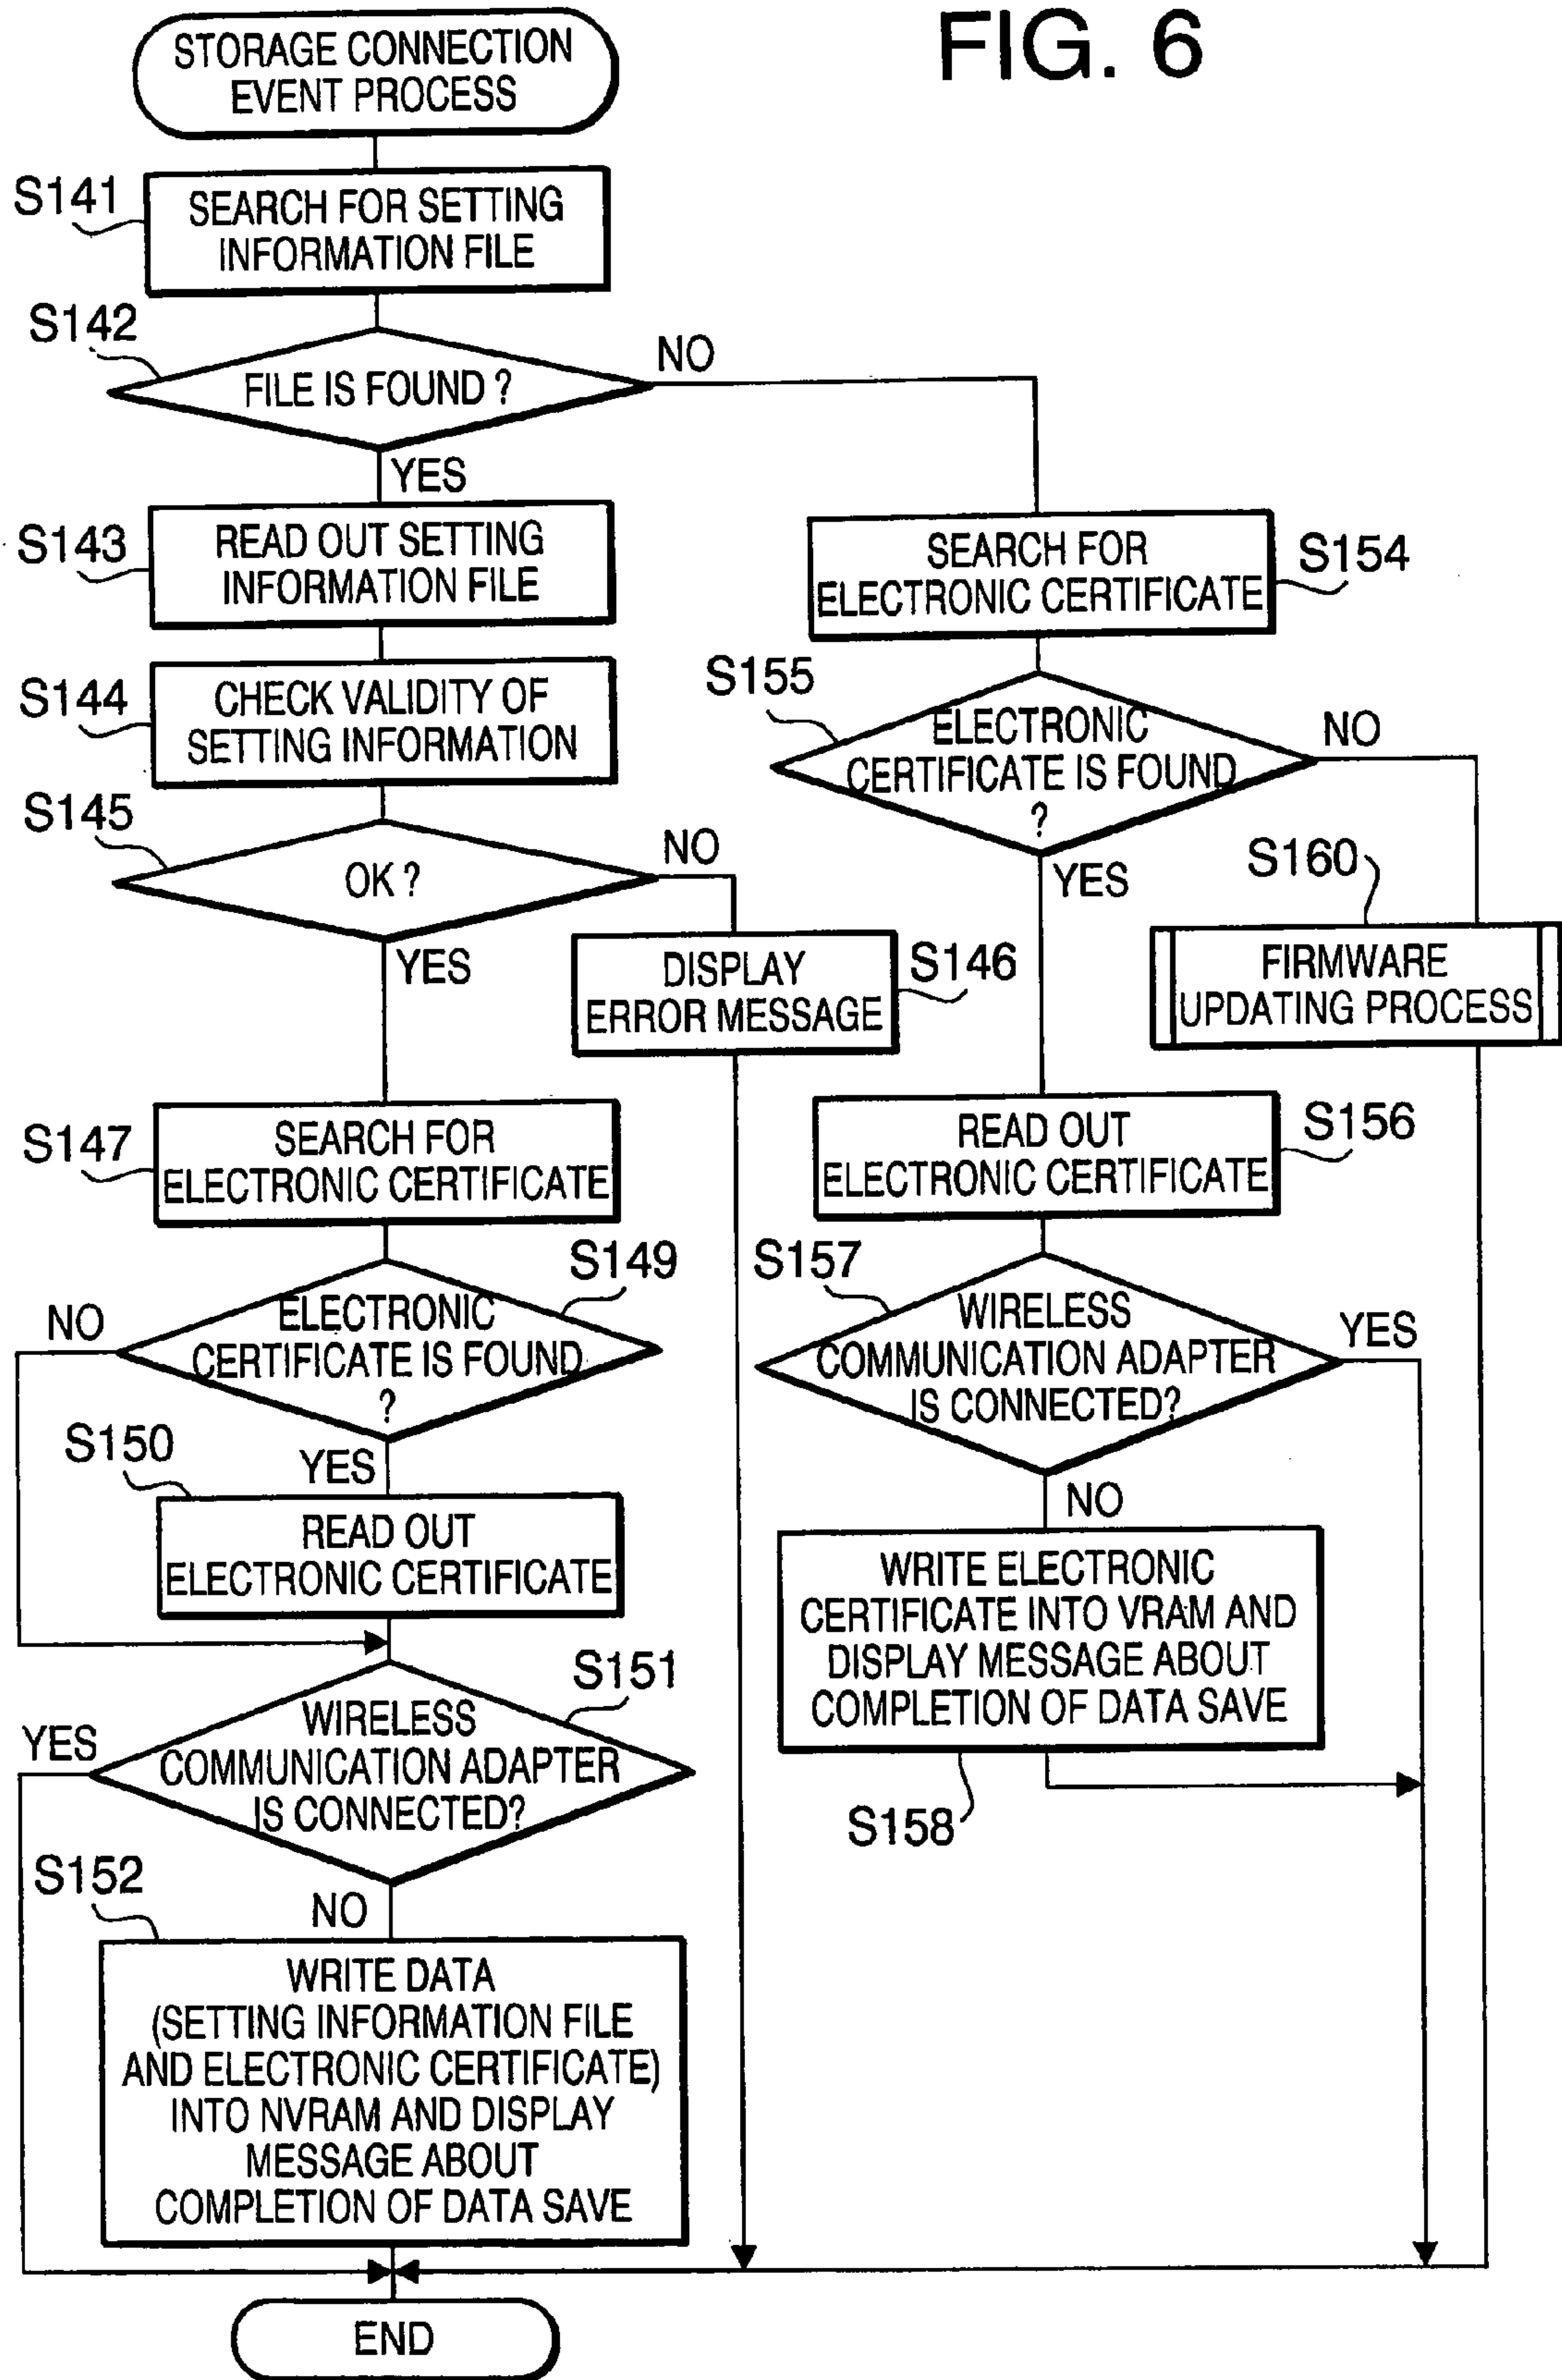 FIG. 6
STORAGE CONNECTION
EVENT PROCESS
S141
SEARCH FOR SETTING
INFORMATION FILE
S142
FILE IS FOUND ?
NO
YES
S143
READ OUT SETTING
INFORMATION FILE
S144
CHECK VALIDITY OF
SETTING INFORMATION
S145
OK ?
NO
YES
DISPLAY
ERROR MESSAGE
S146
S147
SEARCH FOR
ELECTRONIC CERTIFICATE
S149
ELECTRONIC
CERTIFICATE IS FOUND
?
NO
YES
S150
READ OUT
ELECTRONIC CERTIFICATE
S151
WIRELESS
COMMUNICATION ADAPTER
IS CONNECTED?
YES
NO
S152
WRITE DATA
(SETTING INFORMATION FILE
AND ELECTRONIC CERTIFICATE)
INTO NVRAM AND DISPLAY
MESSAGE ABOUT
COMPLETION OF DATA SAVE
SEARCH FOR
ELECTRONIC CERTIFICATE
S154
S155
ELECTRONIC
CERTIFICATE IS FOUND
?
NO
YES
S160
FIRMWARE
UPDATING PROCESS
READ OUT
ELECTRONIC CERTIFICATE
S156
S157
WIRELESS
COMMUNICATION ADAPTER
IS CONNECTED?
YES
NO
WRITE ELECTRONIC
CERTIFICATE INTO VRAM AND
DISPLAY MESSAGE ABOUT
COMPLETION OF DATA SAVE
S158
END